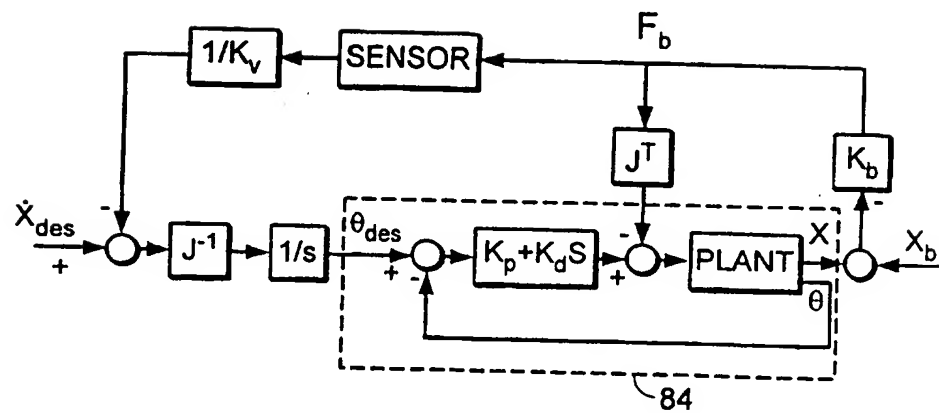 F_b
1/K_v
SENSOR
J^T
K_b
-
-
Ẋ_des
+
J^-1
1/s
θ_des
+
-
K_p+K_dS
-
+
PLANT
X
θ
X_b
84